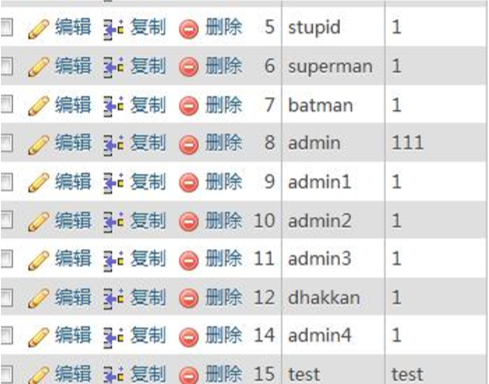 编辑 复制 删除 5 stupid 1
编辑 复制 删除 6 superman 1
编辑 复制 删除 7 batman 1
编辑 复制 删除 8 admin 111
编辑 复制 删除 9 admin1 1
编辑 复制 删除 10 admin2 1
编辑 复制 删除 11 admin3 1
编辑 复制 删除 12 dhakkan 1
编辑 复制 删除 14 admin4 1
编辑 复制 删除 15 test test